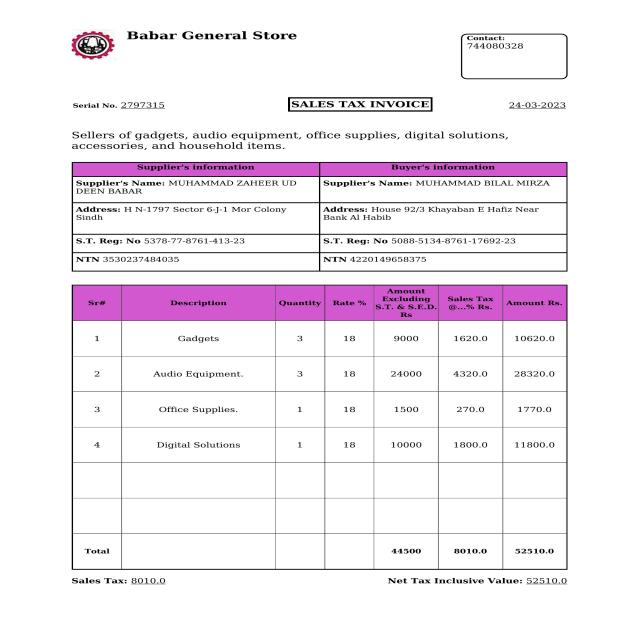 Babar General Store
Contact:
744080328
Serial No. 2797315
SALES TAX INVOICE
24-03-2023
Sellers of gadgets, audio equipment, office supplies, digital solutions,
accessories, and household items.
Supplier's information Buyer's information
Supplier's Name: MUHAMMAD ZAHEER UD
DEEN BABAR
Supplier's Name: MUHAMMAD BILAL MIRZA
Address: H N-1797 Sector 6-J-1 Mor Colony
Sindh
Address: House 92/3 Khayaban E Hafiz Near
Bank Al Habib
S.T. Reg: No 5378-77-8761-413-23 S.T. Reg: No 5088-5134-8761-17692-23
NTN 3530237484035 NTN 4220149658375
Sr# Description Quantity Rate % Amount Excluding S.T. & S.E.D. Rs Sales Tax @...% Rs. Amount Rs.
1 Gadgets 3 18 9000 1620.0 10620.0
2 Audio Equipment. 3 18 24000 4320.0 28320.0
3 Office Supplies. 1 18 1500 270.0 1770.0
4 Digital Solutions 1 18 10000 1800.0 11800.0
Total 44500 8010.0 52510.0
Sales Tax: 8010.0 Net Tax Inclusive Value: 52510.0